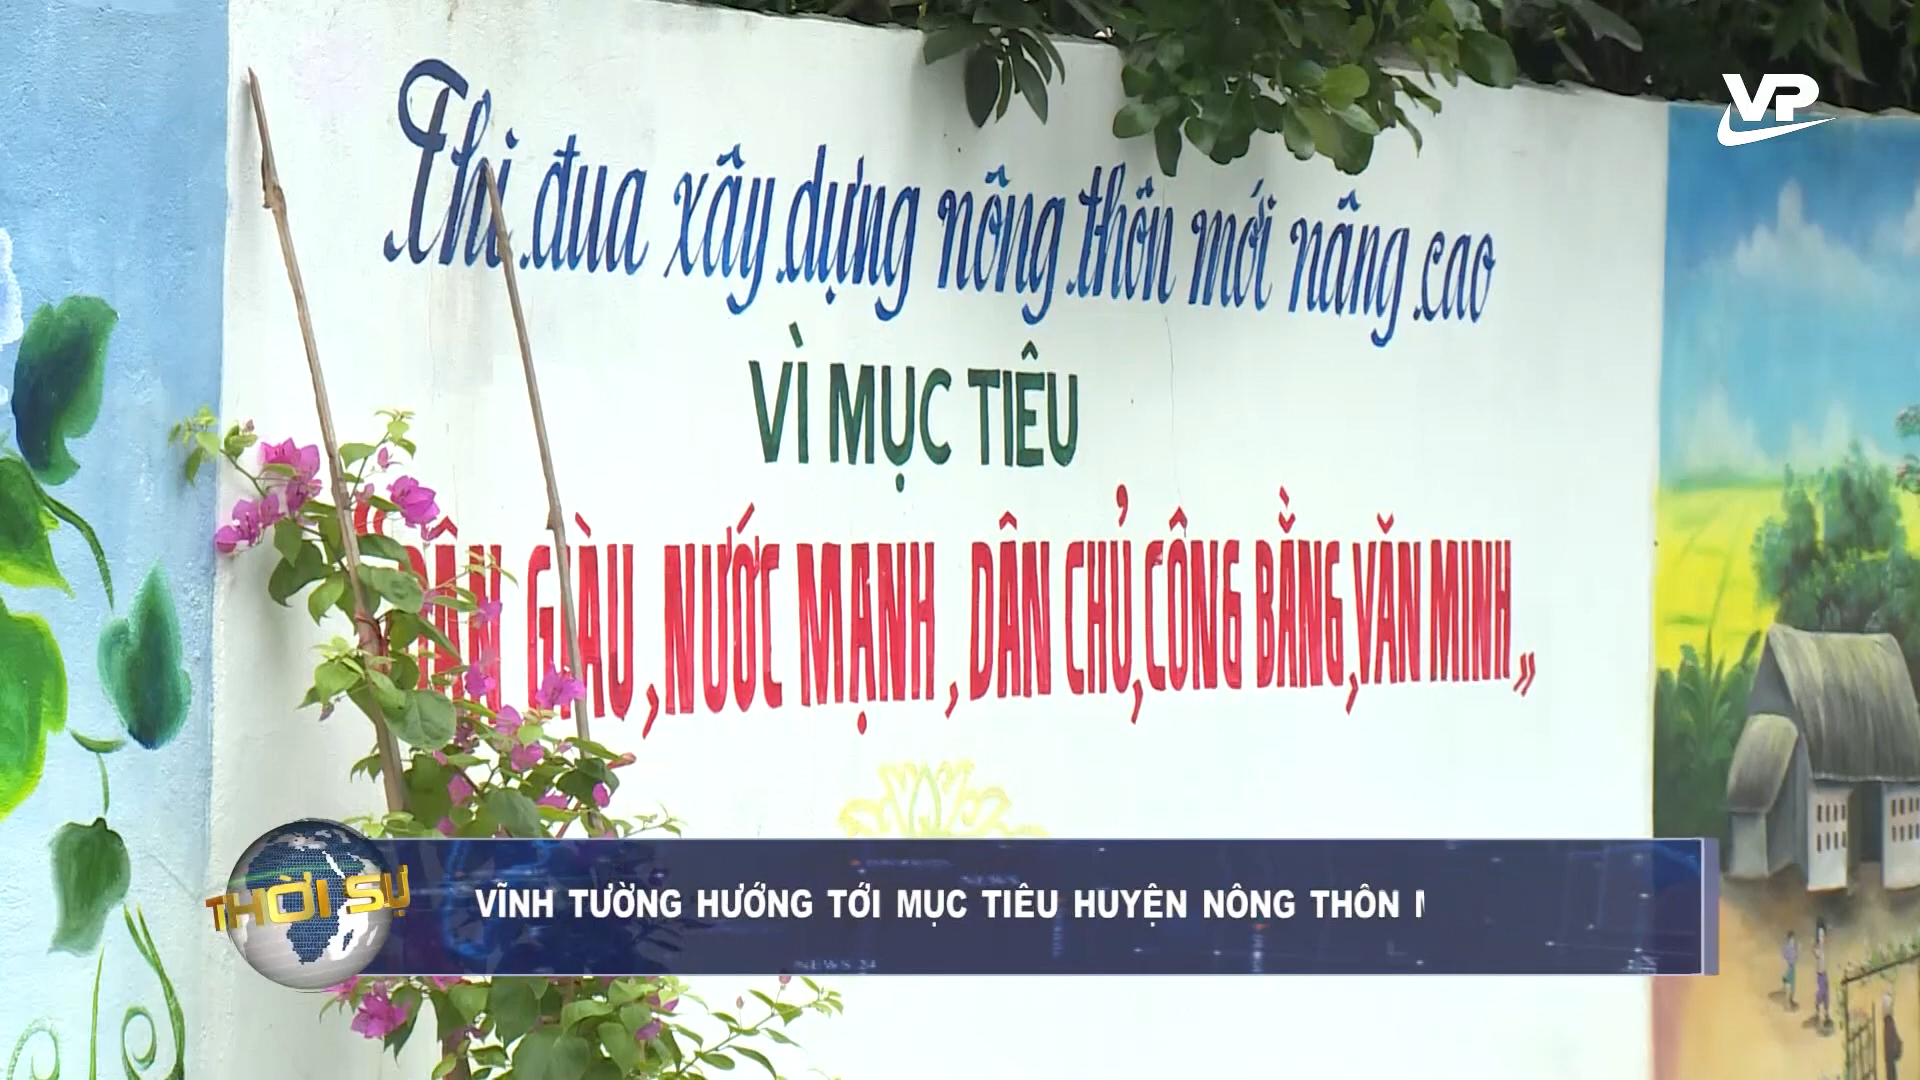 VP
Thi đua xây dựng nông thôn mới nâng cao
VÌ MỤC TIÊU
"DÂN GIÀU, NƯỚC MẠNH, DÂN CHỦ, CÔNG BẰNG, VĂN MINH"
THỜI SỰ
VĨNH TƯỜNG HƯỚNG TỚI MỤC TIÊU HUYỆN NÔNG THÔN